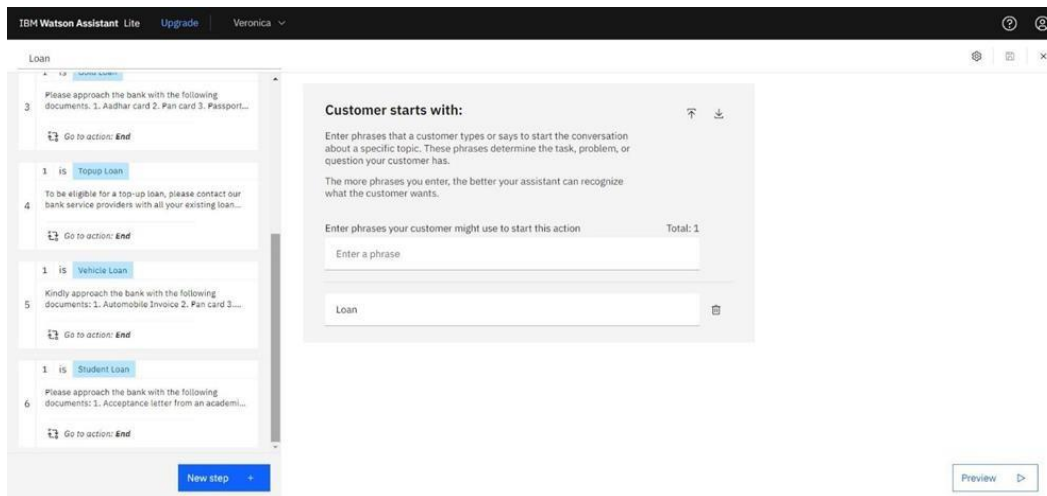 IBM Watson Assistant Lite Upgrade Veronica
Loan
1 is Gold Loan
3 Please approach the bank with the following
documents. 1. Aadhar card 2. Pan card 3. Passport...
Go to action: End
1 is Topup Loan
To be eligible for a top-up loan, please contact our
4 bank service providers with all your existing loan...
Go to action: End
1 is Vehicle Loan
Kindly approach the bank with the following
5 documents: 1. Automobile Invoice 2. Pan card 3....
Go to action: End
1 is Student Loan
Please approach the bank with the following
6 documents: 1. Acceptance letter from an academi...
Go to action: End
New step +
Customer starts with:
Enter phrases that a customer types or says to start the conversation
about a specific topic. These phrases determine the task, problem, or
question your customer has.
The more phrases you enter, the better your assistant can recognize
what the customer wants.
Enter phrases your customer might use to start this action Total: 1
Enter a phrase
Loan
Preview